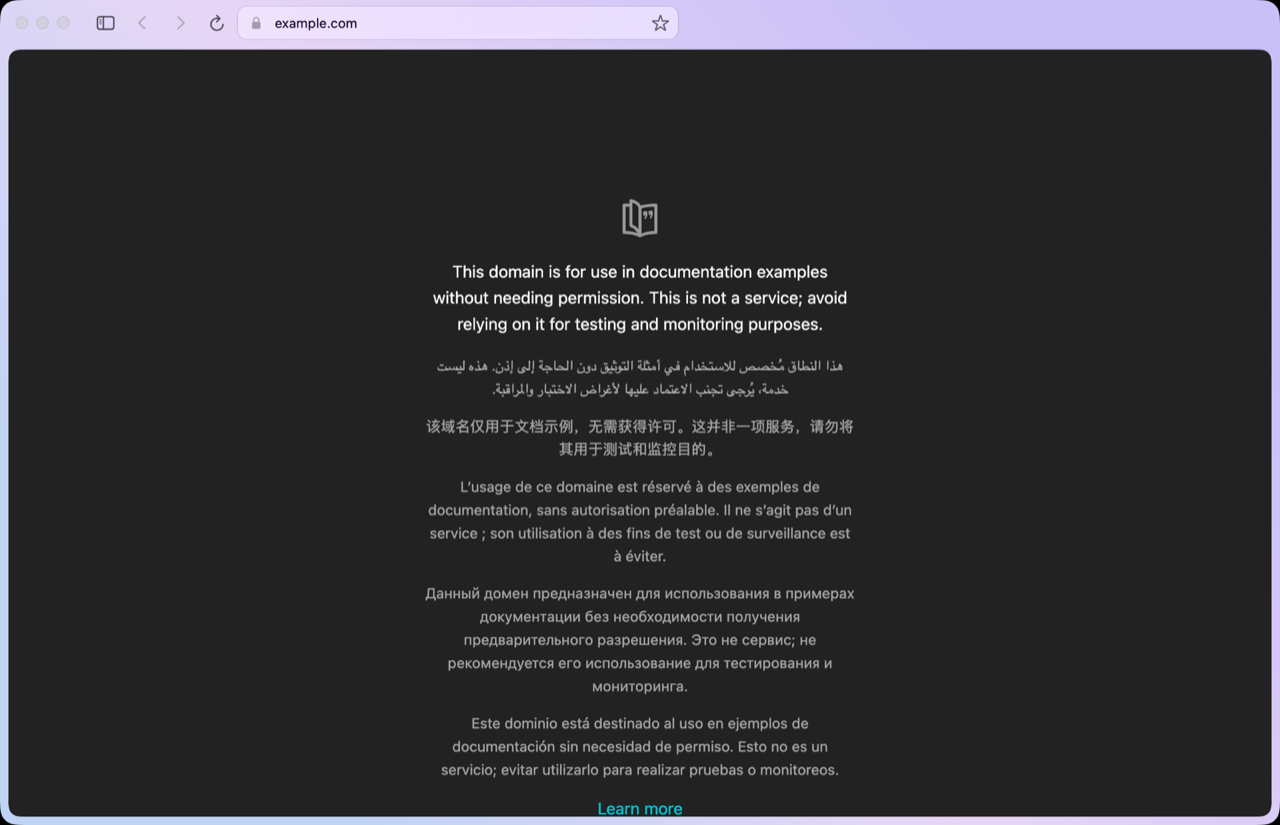 example.com
This domain is for use in documentation examples
without needing permission. This is not a service; avoid
relying on it for testing and monitoring purposes.
هذا النطاق مُخصص للاستخدام في أمثلة التوثيق دون الحاجة إلى إذن. هذه ليست
خدمة، يُرجى تجنب الاعتماد عليها لأغراض الاختبار والمراقبة.
该域名仅用于文档示例，无需获得许可。这并非一项服务，请勿将
其用于测试和监控目的。
L’usage de ce domaine est réservé à des exemples de
documentation, sans autorisation préalable. Il ne s’agit pas d’un
service ; son utilisation à des fins de test ou de surveillance est
à éviter.
Данный домен предназначен для использования в примерах
документации без необходимости получения
предварительного разрешения. Это не сервис; не
рекомендуется его использование для тестирования и
мониторинга.
Este dominio está destinado al uso en ejemplos de
documentación sin necesidad de permiso. Esto no es un
servicio; evitar utilizarlo para realizar pruebas o monitoreos.
Learn more